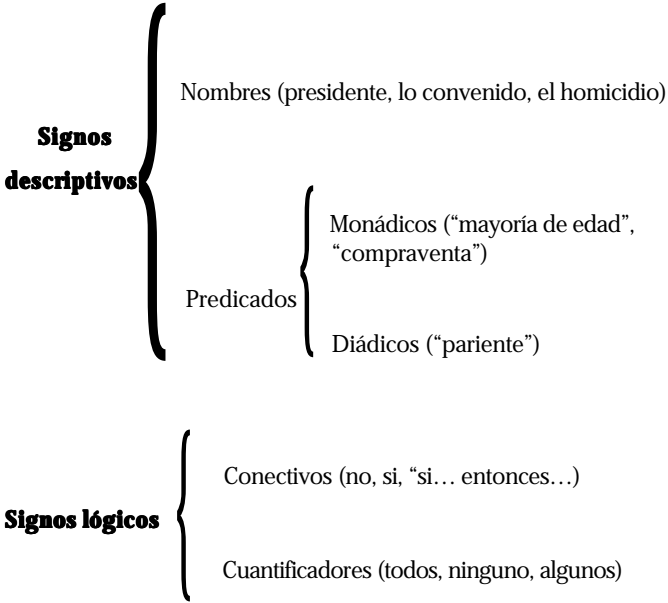 Signos
descriptivos
Nombres (presidente, lo convenido, el homicidio)
Predicados
Monádicos (“mayoría de edad”,
“compraventa”)
Diádicos (“pariente”)
Signos lógicos
Conectivos (no, si, “si… entonces…)
Cuantificadores (todos, ninguno, algunos)